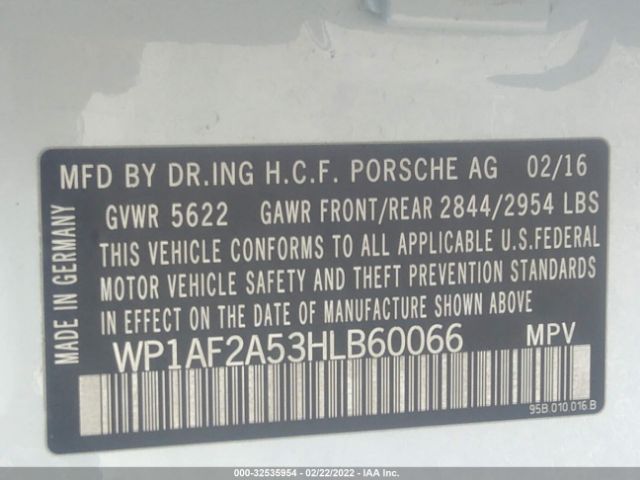 MFD BY DR.ING H.C.F. PORSCHE AG 02/16
GVWR 5622 GAWR FRONT/REAR 2844/2954 LBS
THIS VEHICLE CONFORMS TO ALL APPLICABLE U.S.FEDERAL
MOTOR VEHICLE SAFETY AND THEFT PREVENTION STANDARDS
IN EFFECT ON THE DATE OF MANUFACTURE SHOWN ABOVE
WP1AF2A53HLB60066 MPV
MADE IN GERMANY
95B 010 016 B
000-32535954 - 02/22/2022 - IAA Inc.